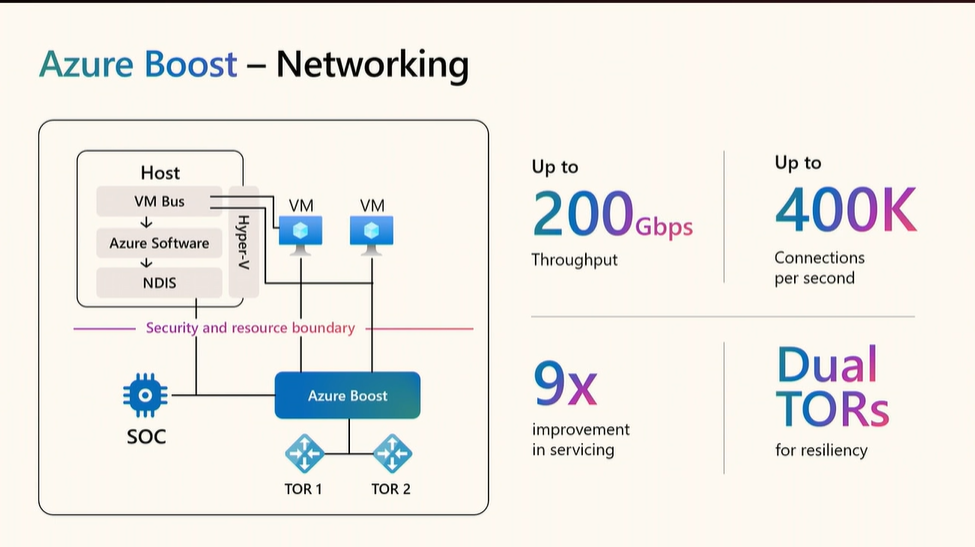 Azure Boost – Networking
Host
VM Bus
Azure Software
NDIS
Hyper-V
VM
VM
Security and resource boundary
SOC
Azure Boost
TOR 1
TOR 2
Up to
200Gbps
Throughput
Up to
400K
Connections
per second
9x
improvement
in servicing
Dual
TORs
for resiliency